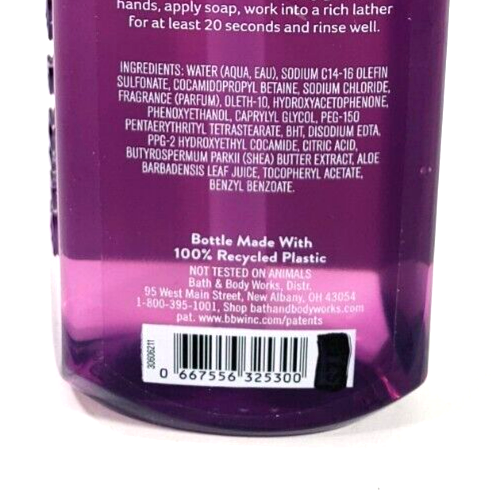 hands, apply soap, work into a rich lather
for at least 20 seconds and rinse well.
INGREDIENTS: WATER (AQUA, EAU), SODIUM C14-16 OLEFIN
SULFONATE, COCAMIDOPROPYL BETAINE, SODIUM CHLORIDE,
FRAGRANCE (PARFUM), OLETH-10, HYDROXYACETOPHENONE,
PHENOXYETHANOL, CAPRYLYL GLYCOL, PEG-150
PENTAERYTHRITYL TETRASTEARATE, BHT, DISODIUM EDTA,
PPG-2 HYDROXYETHYL COCAMIDE, CITRIC ACID,
BUTYROSPERMUM PARKII (SHEA) BUTTER EXTRACT, ALOE
BARBADENSIS LEAF JUICE, TOCOPHERYL ACETATE,
BENZYL BENZOATE.
Bottle Made With
100% Recycled Plastic
NOT TESTED ON ANIMALS
Bath & Body Works, Distr.
95 West Main Street, New Albany, OH 43054
1-800-395-1001, Shop bathandbodyworks.com
pat. www.bbwinc.com/patents
30606211
0 667556 325300